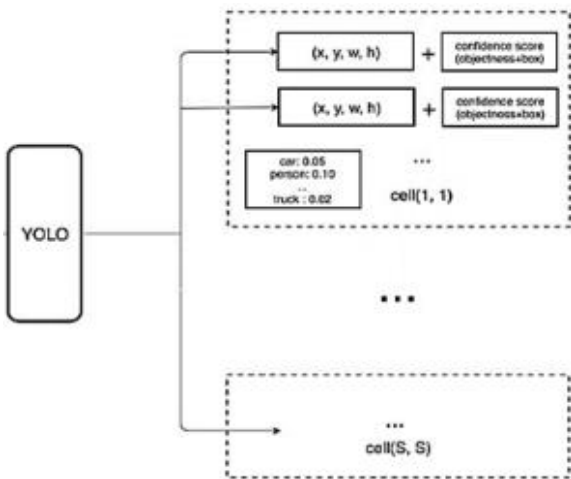 (x, y, w, h) + confidence score
(objectness*box)
(x, y, w, h) + confidence score
(objectness*box)
car: 0.05
person: 0.10
...
truck : 0.02
...
cell(1, 1)
YOLO
...
...
cell(S, S)